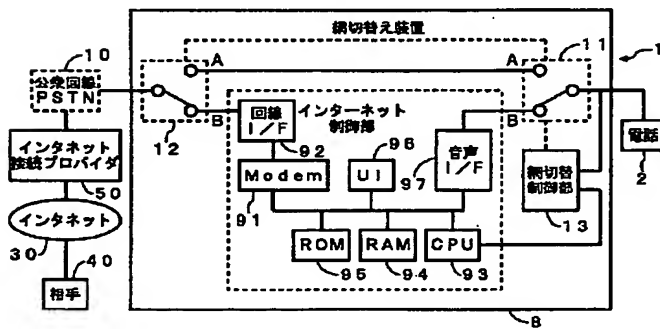 網切替え装置
10
公衆回線
PSTN
12
A
B
A
B
11
1
回線
I/F
92
インターネット
制御部
96
音声
I/F
97
Modem
91
UI
ROM
95
RAM
94
CPU
93
網切替
制御部
13
電話
2
インタネット
接続プロバイダ
50
インタネット
30
40
相手
8